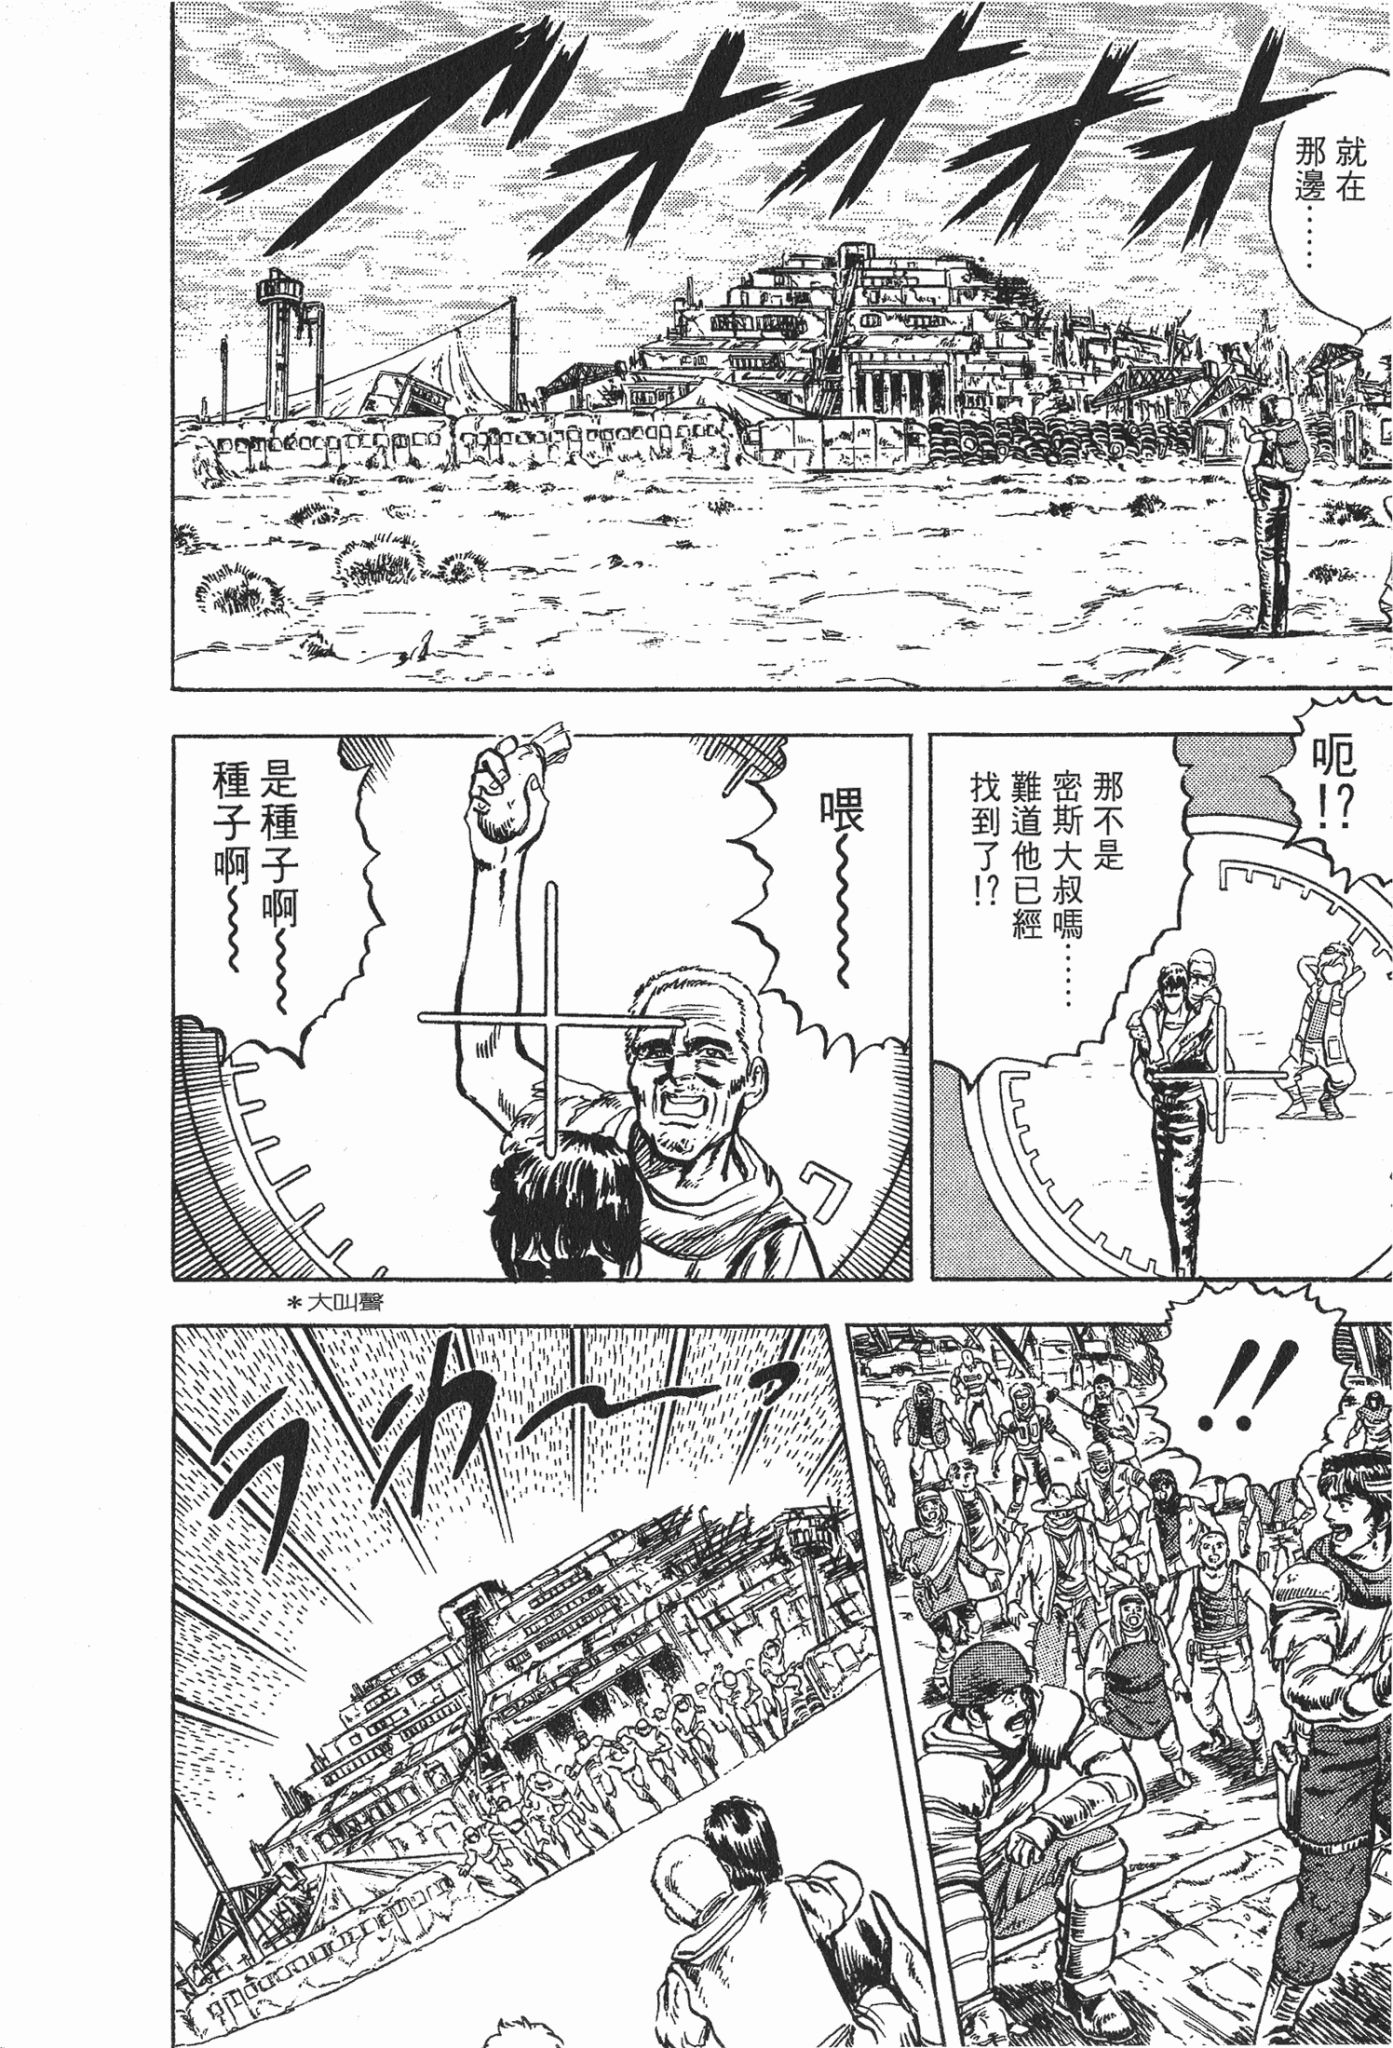 就在
那邊……
ブオオオオ
呃!?
那不是
密斯大叔嗎……
難道他已經
找到了!?
喂~~~
是種子啊~~~
種子啊~~~
ワ
*大叫聲
!!
ワァ~~ッ